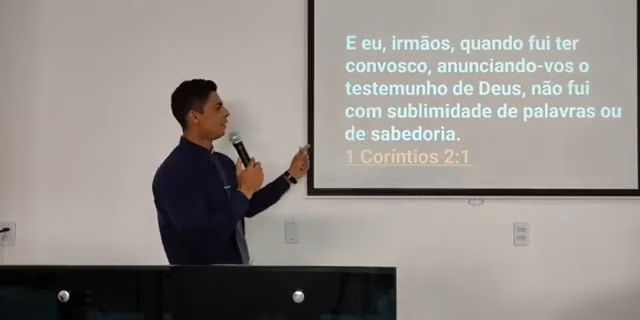 E eu, irmãos, quando fui ter
convosco, anunciando-vos o
testemunho de Deus, não fui
com sublimidade de palavras ou
de sabedoria.
1 Coríntios 2:1